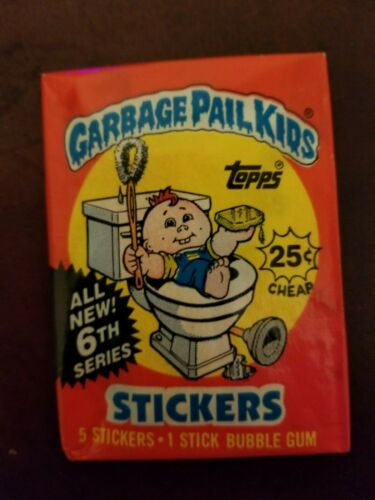 GARBAGE PAIL KIDS®
topps®
25¢
CHEAP
ALL
NEW!
6TH
SERIES
STICKERS
5 STICKERS • 1 STICK BUBBLE GUM